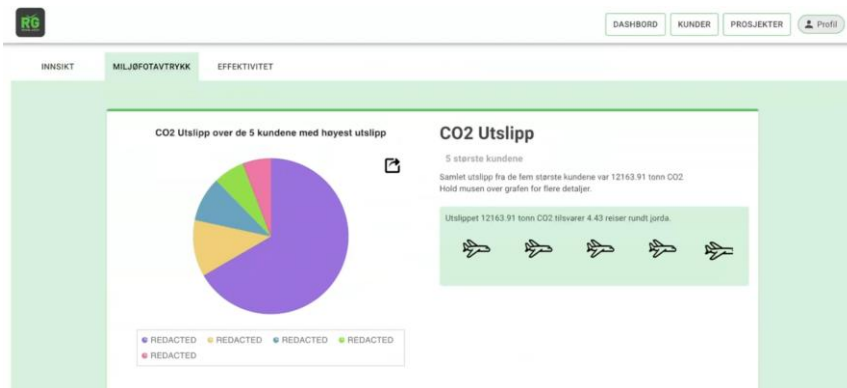 RG
DASHBORD
KUNDER
PROSJEKTER
Profil
INNSIKT
MILJØFOTAVTRYKK
EFFEKTIVITET
CO2 Utslipp over de 5 kundene med høyest utslipp
REDACTED REDACTED REDACTED REDACTED
REDACTED
CO2 Utslipp
5 største kundene
Samlet utslipp fra de fem største kundene var 12163.91 tonn CO2
Hold musen over grafen for flere detaljer.
Utslippet 12163.91 tonn CO2 tilsvarer 4.43 reiser rundt jorda.